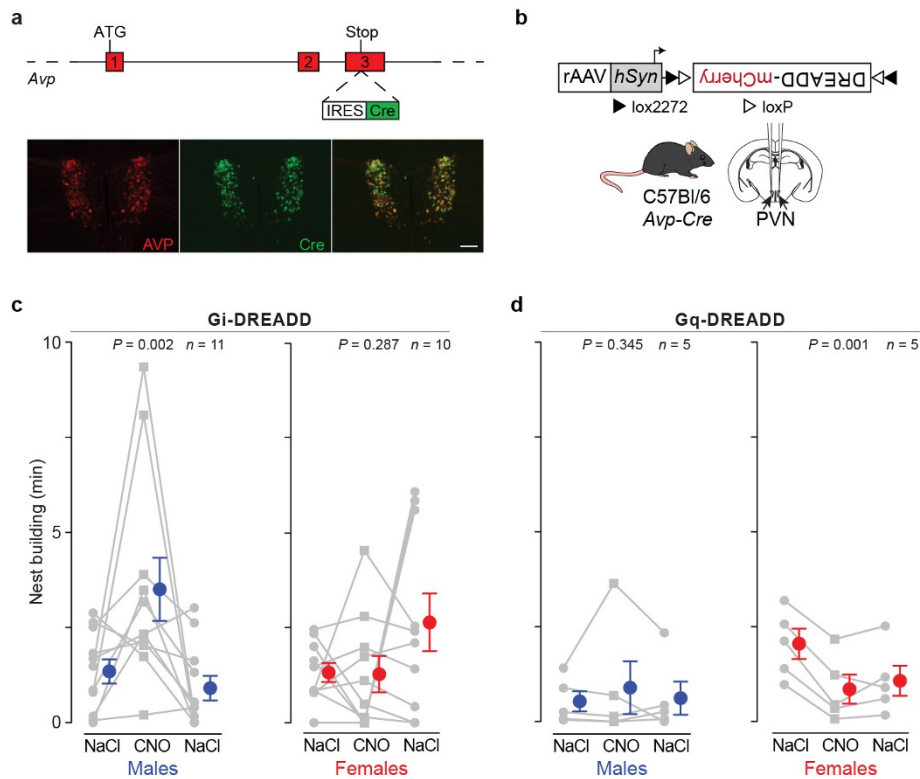 a
ATG
Stop
Avp
1
2
3
IRES Cre
AVP
Cre
b
rAAV hSyn
DREADD-mCherry
lox2272
loxP
C57Bl/6
Avp-Cre
PVN
c
Gi-DREADD
P = 0.002 n = 11
P = 0.287 n = 10
10
5
0
Nest building (min)
NaCl CNO NaCl
Males
NaCl CNO NaCl
Females
d
Gq-DREADD
P = 0.345 n = 5
P = 0.001 n = 5
NaCl CNO NaCl
Males
NaCl CNO NaCl
Females